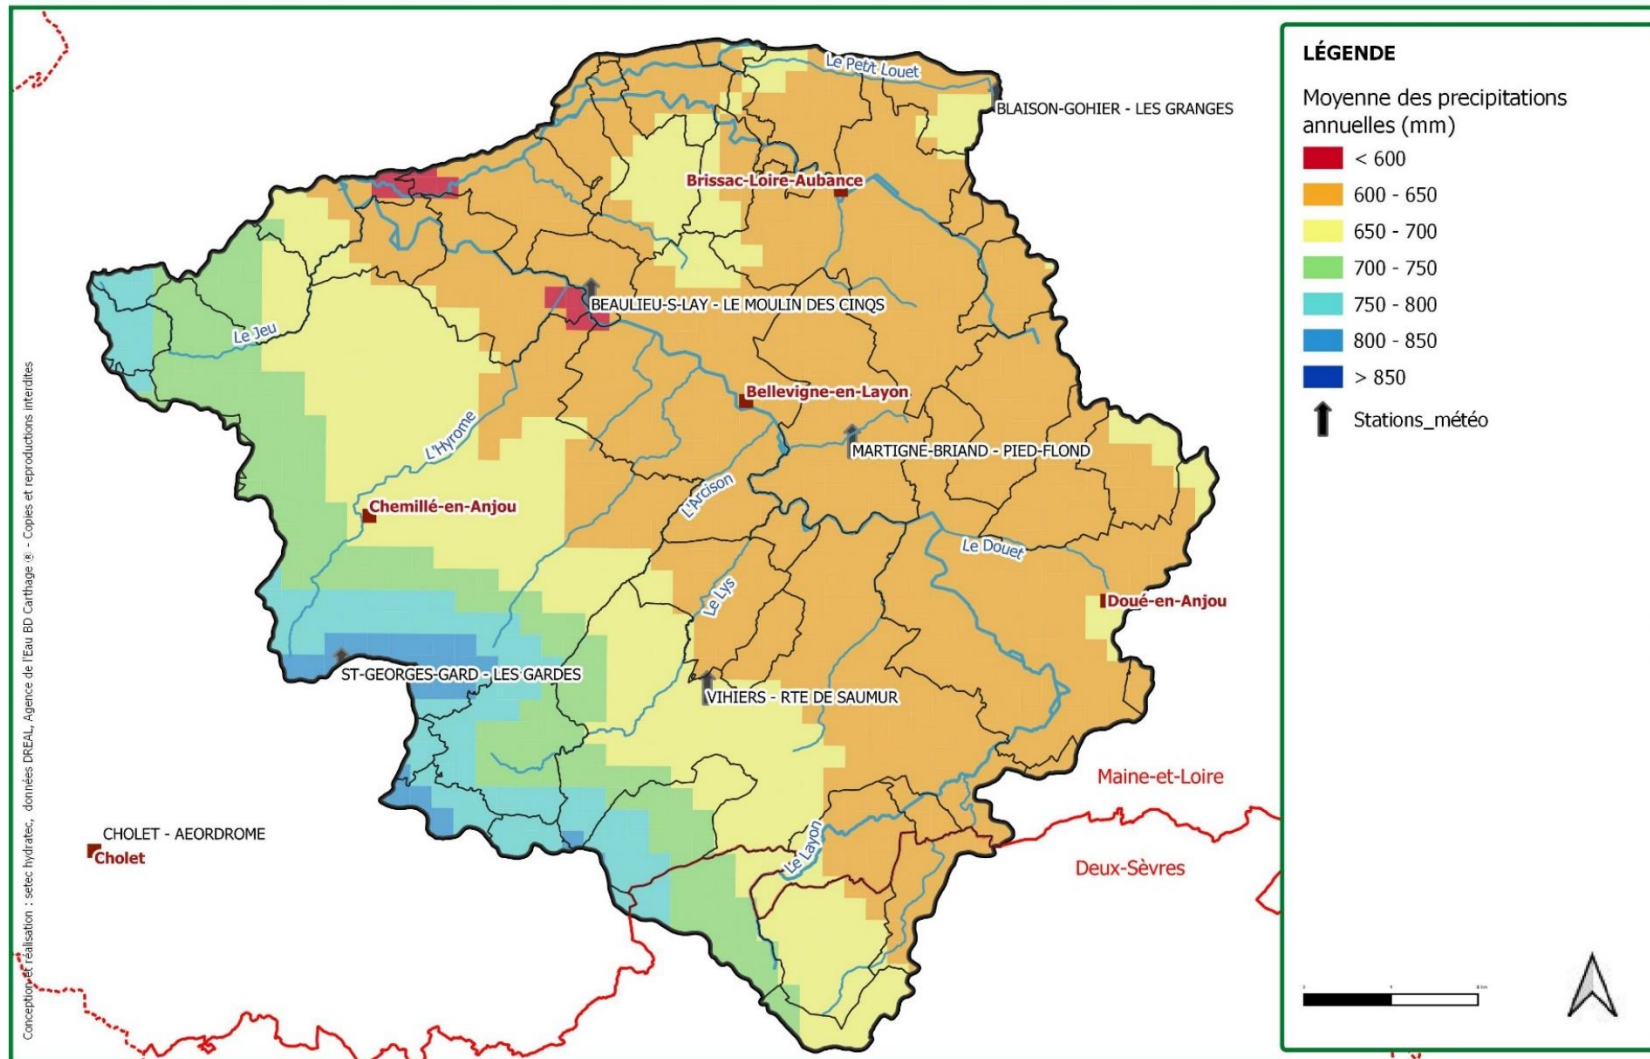 Le Petit Louet
BLAISON-GOHIER - LES GRANGES
Brissac-Loire-Aubance
BEAULIEU-S-LAY - LE MOULIN DES CINQS
Le Jeu
Bellevigne-en-Layon
L'Hyrome
MARTIGNE-BRIAND - PIED-FLOND
L'Arcison
Chemillé-en-Anjou
Le Douet
Le Lys
Doué-en-Anjou
ST-GEORGES-GARD - LES GARDES
VIHIERS - RTE DE SAUMUR
Maine-et-Loire
CHOLET - AEORDROME
Cholet
Le Layon
Deux-Sèvres
Conception et réalisation : setec hydratec, données DREAL, Agence de l'Eau BD Carthage ® - Copies et reproductions interdites
LÉGENDE
Moyenne des precipitations
annuelles (mm)
< 600
600 - 650
650 - 700
700 - 750
750 - 800
800 - 850
> 850
Stations_météo